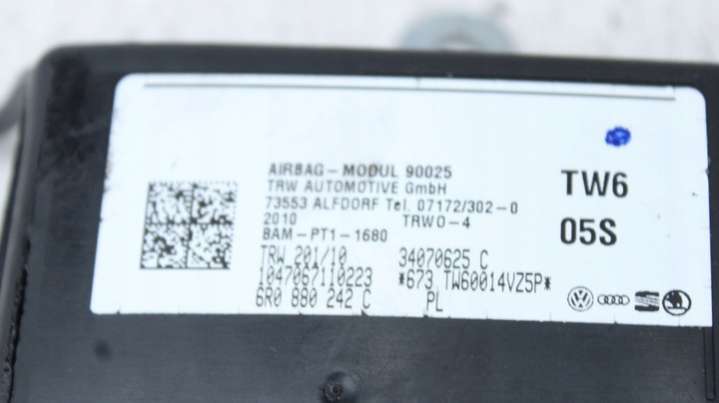 AIRBAG-MODUL 90025
TRW AUTOMOTIVE GmbH
73553 ALFDORF Tel. 07172/302-0
2010 TRWO-4
BAM-PT1-1680
TRW 201/10 34070625 C
1047067110223 *673 TW60014VZ5P*
6R0 880 242 C PL
TW6
05S